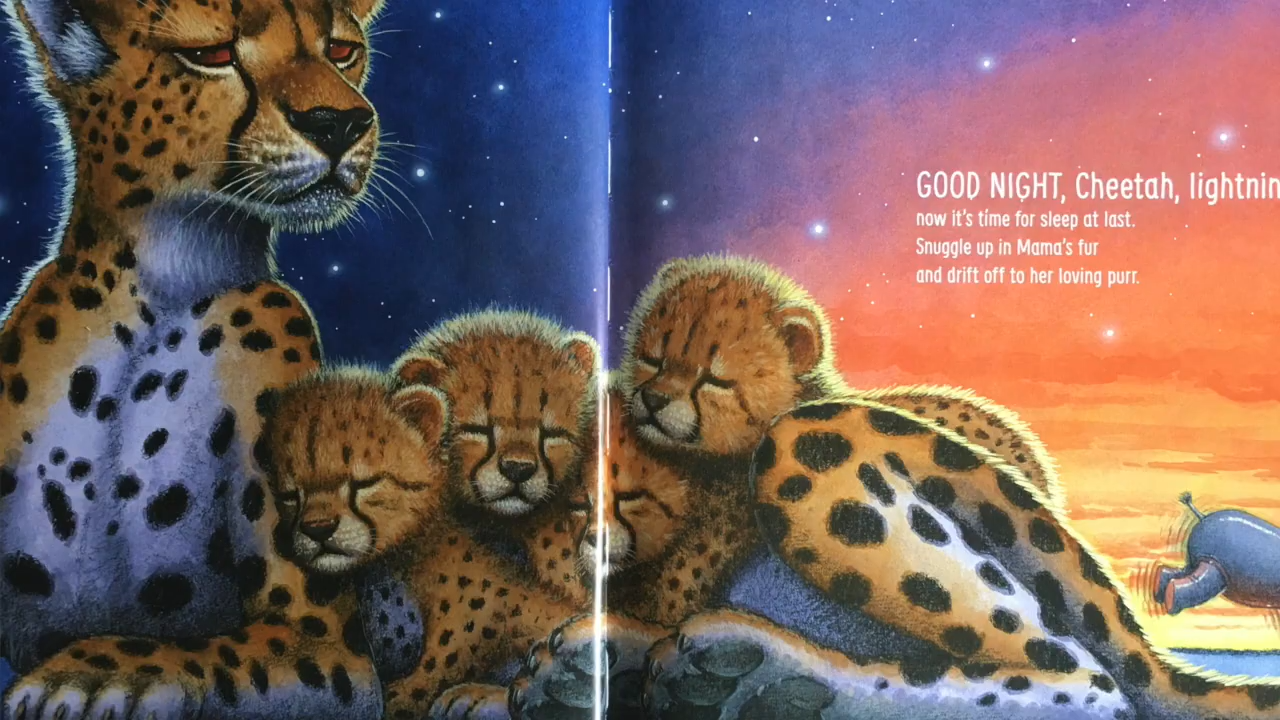 GOOD NIGHT, Cheetah,
now it's time for sleep at last.
Snuggle up in Mama's fur
and drift off to her loving purr.